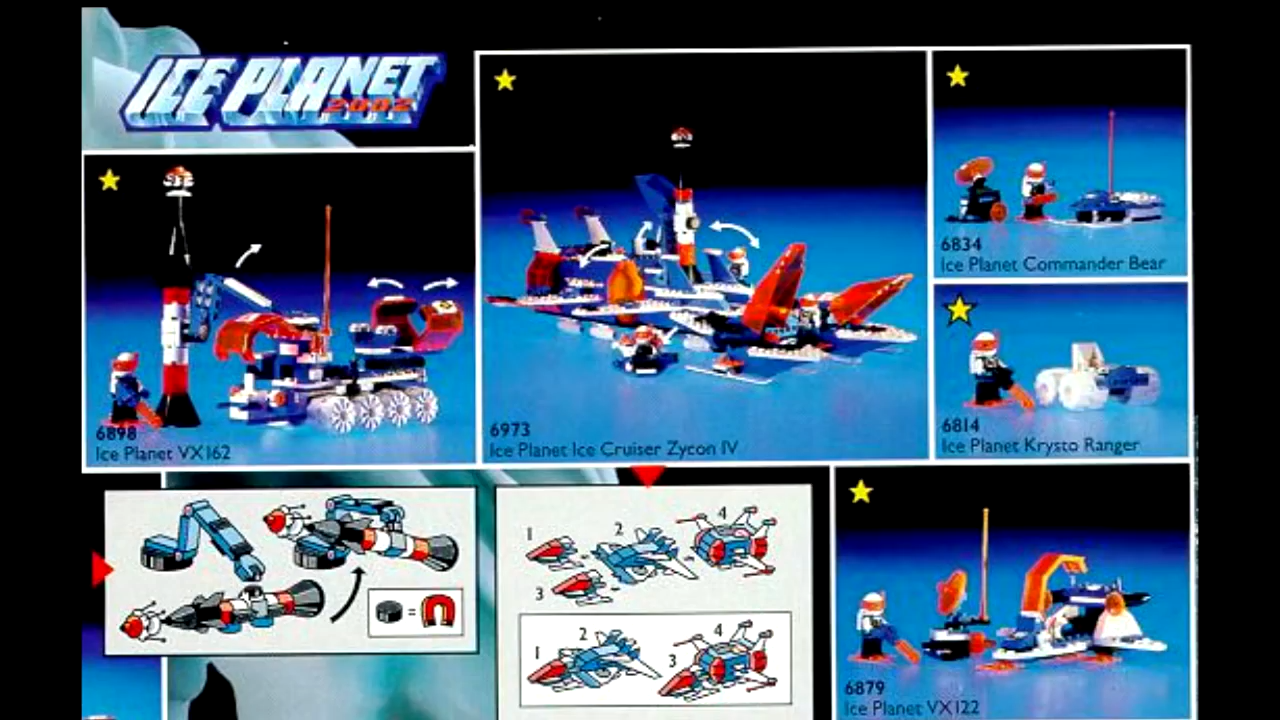 ICE PLANET
2002
6898
Ice Planet VX162
6973
Ice Planet Ice Cruiser Zycon IV
6834
Ice Planet Commander Bear
6814
Ice Planet Krysto Ranger
=
1
2
4
3
2
4
1
3
6879
Ice Planet VX122